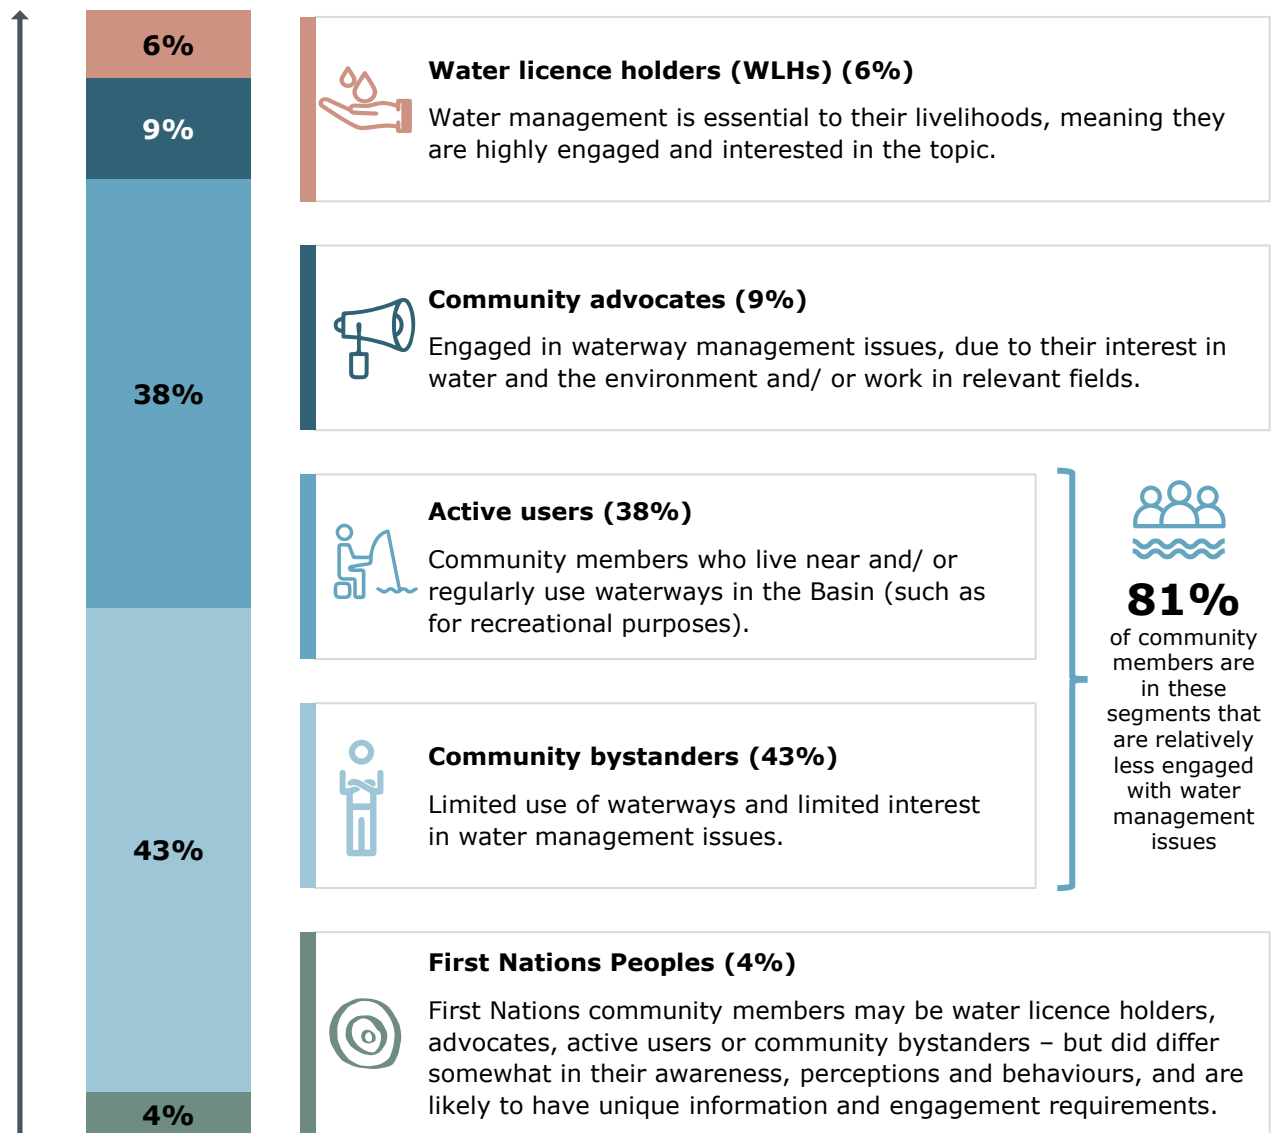 6%
9%
38%
43%
4%
Water licence holders (WLHs) (6%)
Water management is essential to their livelihoods, meaning they
are highly engaged and interested in the topic.
Community advocates (9%)
Engaged in waterway management issues, due to their interest in
water and the environment and/ or work in relevant fields.
Active users (38%)
Community members who live near and/ or
regularly use waterways in the Basin (such as
for recreational purposes).
Community bystanders (43%)
Limited use of waterways and limited interest
in water management issues.
81%
of community
members are
in these
segments that
are relatively
less engaged
with water
management
issues
First Nations Peoples (4%)
First Nations community members may be water licence holders,
advocates, active users or community bystanders – but did differ
somewhat in their awareness, perceptions and behaviours, and are
likely to have unique information and engagement requirements.